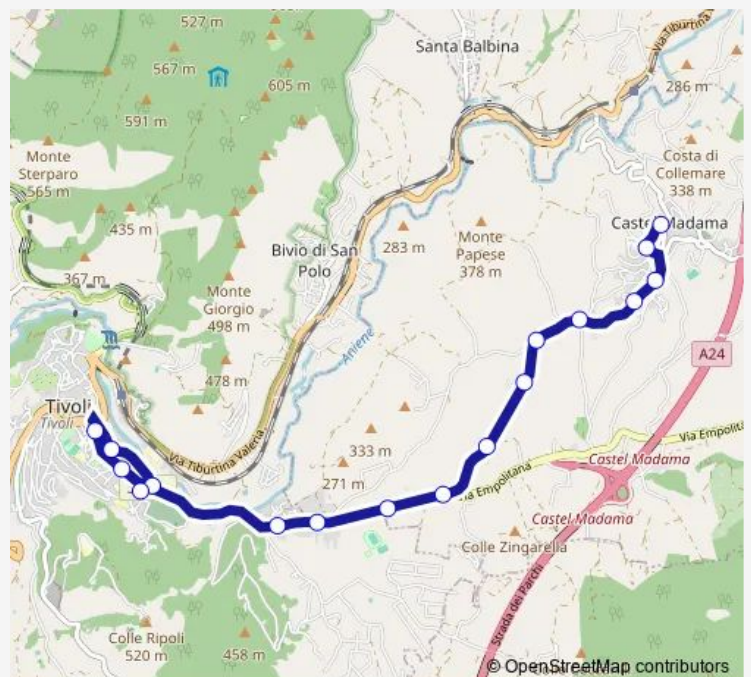 527 m
Santa Balbina
Via Tiburtina
567 m
605 m
286 m
591 m
Monte
Sterparo
565 m
Costa di
Collemare
338 m
435 m
Castel Madama
283 m
Monte
Papese
378 m
Bivio di San
Polo
367 m
Monte
Giorgio
498 m
Aniene
A24
478 m
Tivoli
Tivoli
Via Tiburtina Valeria
333 m
271 m
Via Empolitana
Castel Madama
Via Empolita
Castel Madama
Colle Zingarella
Strada dei Parchi
Colle Ripoli
520 m
458 m
© OpenStreetMap contributors